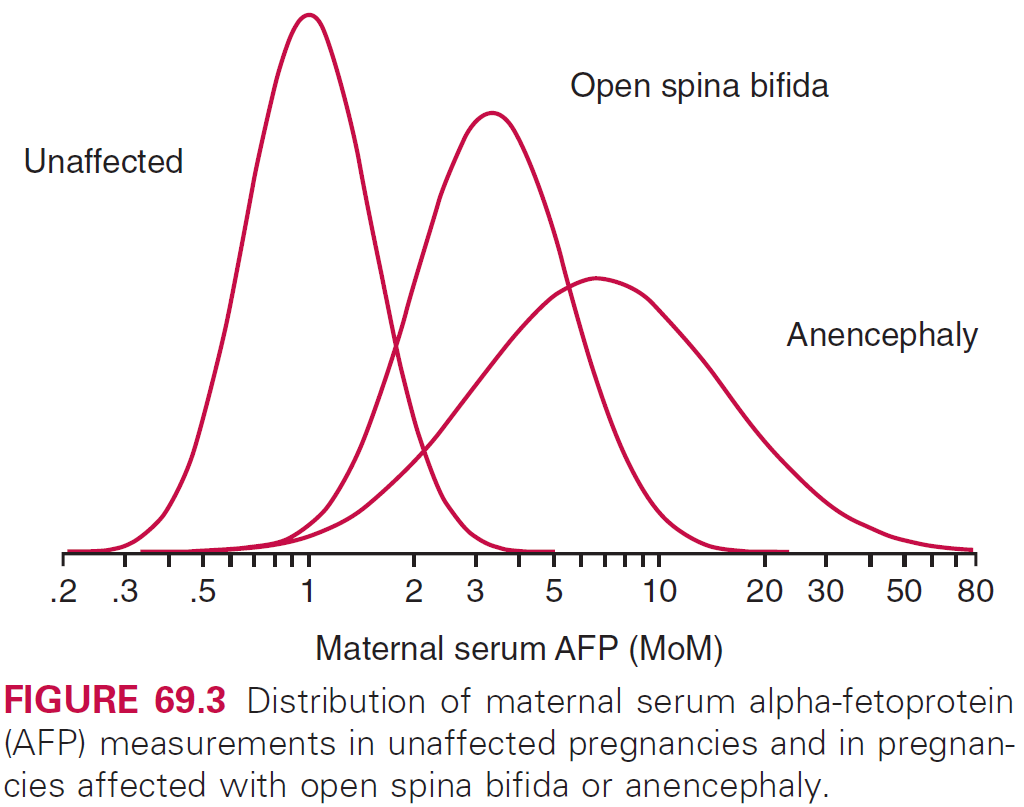 Open spina bifida
Unaffected
Anencephaly
.2 .3 .5 1 2 3 5 10 20 30 50 80
Maternal serum AFP (MoM)
FIGURE 69.3 Distribution of maternal serum alpha-fetoprotein
(AFP) measurements in unaffected pregnancies and in pregnan-
cies affected with open spina bifida or anencephaly.